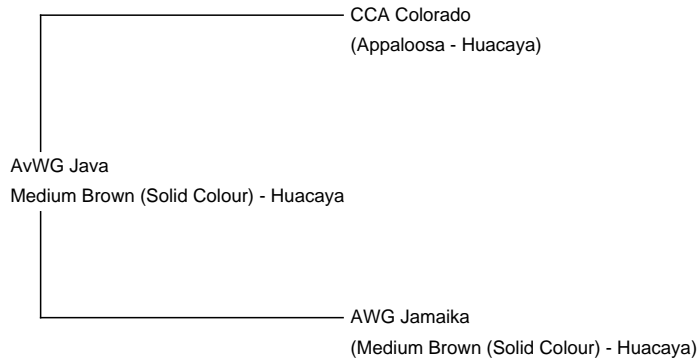 CCA Colorado
(Appaloosa - Huacaya)
AvWG Java
Medium Brown (Solid Colour) - Huacaya
AWG Jamaika
(Medium Brown (Solid Colour) - Huacaya)